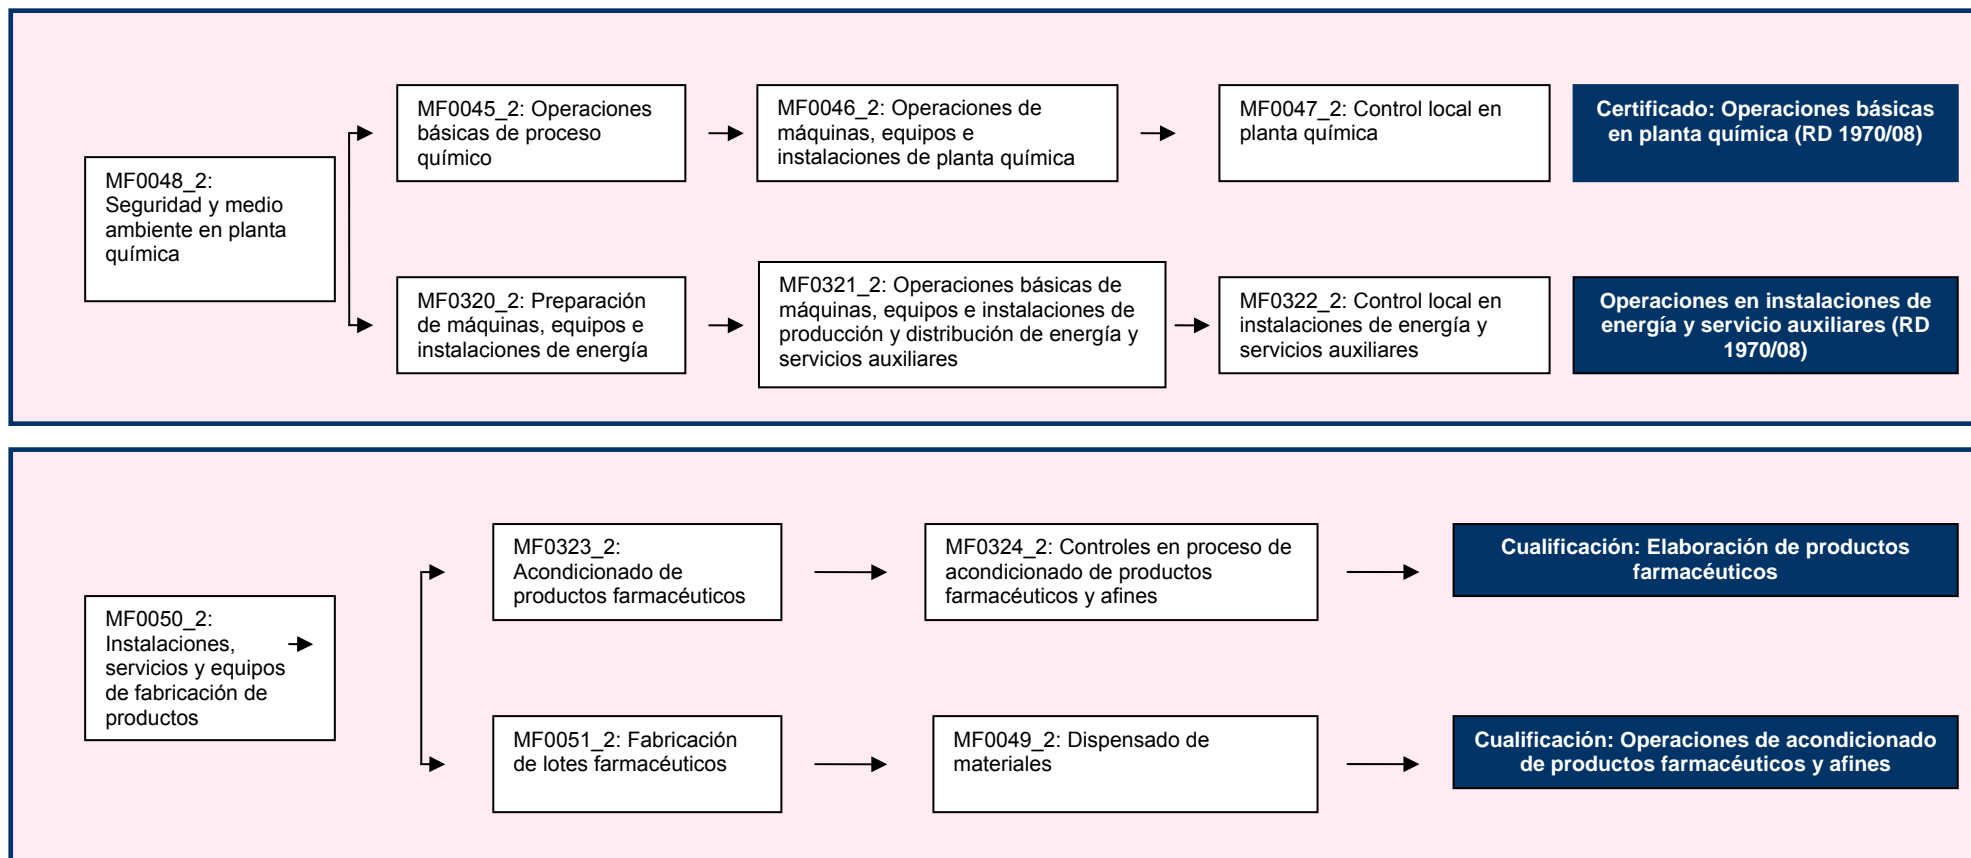 MF0048_2:
Seguridad y medio
ambiente en planta
química
MF0045_2: Operaciones
básicas de proceso
químico
MF0046_2: Operaciones de
máquinas, equipos e
instalaciones de planta química
MF0047_2: Control local en
planta química
Certificado: Operaciones básicas
en planta química (RD 1970/08)
MF0320_2: Preparación
de máquinas, equipos e
instalaciones de energía
MF0321_2: Operaciones básicas de
máquinas, equipos e instalaciones de
producción y distribución de energía y
servicios auxiliares
MF0322_2: Control local en
instalaciones de energía y
servicios auxiliares
Operaciones en instalaciones de
energía y servicio auxiliares (RD
1970/08)
MF0050_2:
Instalaciones,
servicios y equipos
de fabricación de
productos
MF0323_2:
Acondicionado de
productos farmacéuticos
MF0324_2: Controles en proceso de
acondicionado de productos
farmacéuticos y afines
Cualificación: Elaboración de productos
farmacéuticos
MF0051_2: Fabricación
de lotes farmacéuticos
MF0049_2: Dispensado de
materiales
Cualificación: Operaciones de acondicionado
de productos farmacéuticos y afines